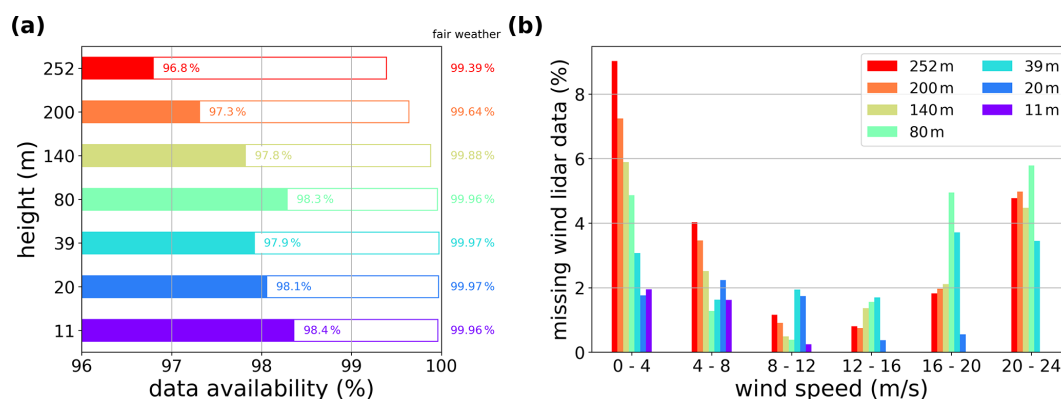 (a)
fair weather
(b)
height (m)
252
96.8 %
99.39 %
200
97.3 %
99.64 %
140
97.8 %
99.88 %
80
98.3 %
99.96 %
39
97.9 %
99.97 %
20
98.1%
99.97 %
11
98.4 %
99.96 %
96
97
98
99
100
data availability (%)
missing wind lidar data (%)
8
6
4
2
0
252 m
200 m
140 m
80 m
39 m
20 m
11 m
0 - 4
4 - 8
8 - 12
12 - 16
16 - 20
20 - 24
wind speed (m/s)